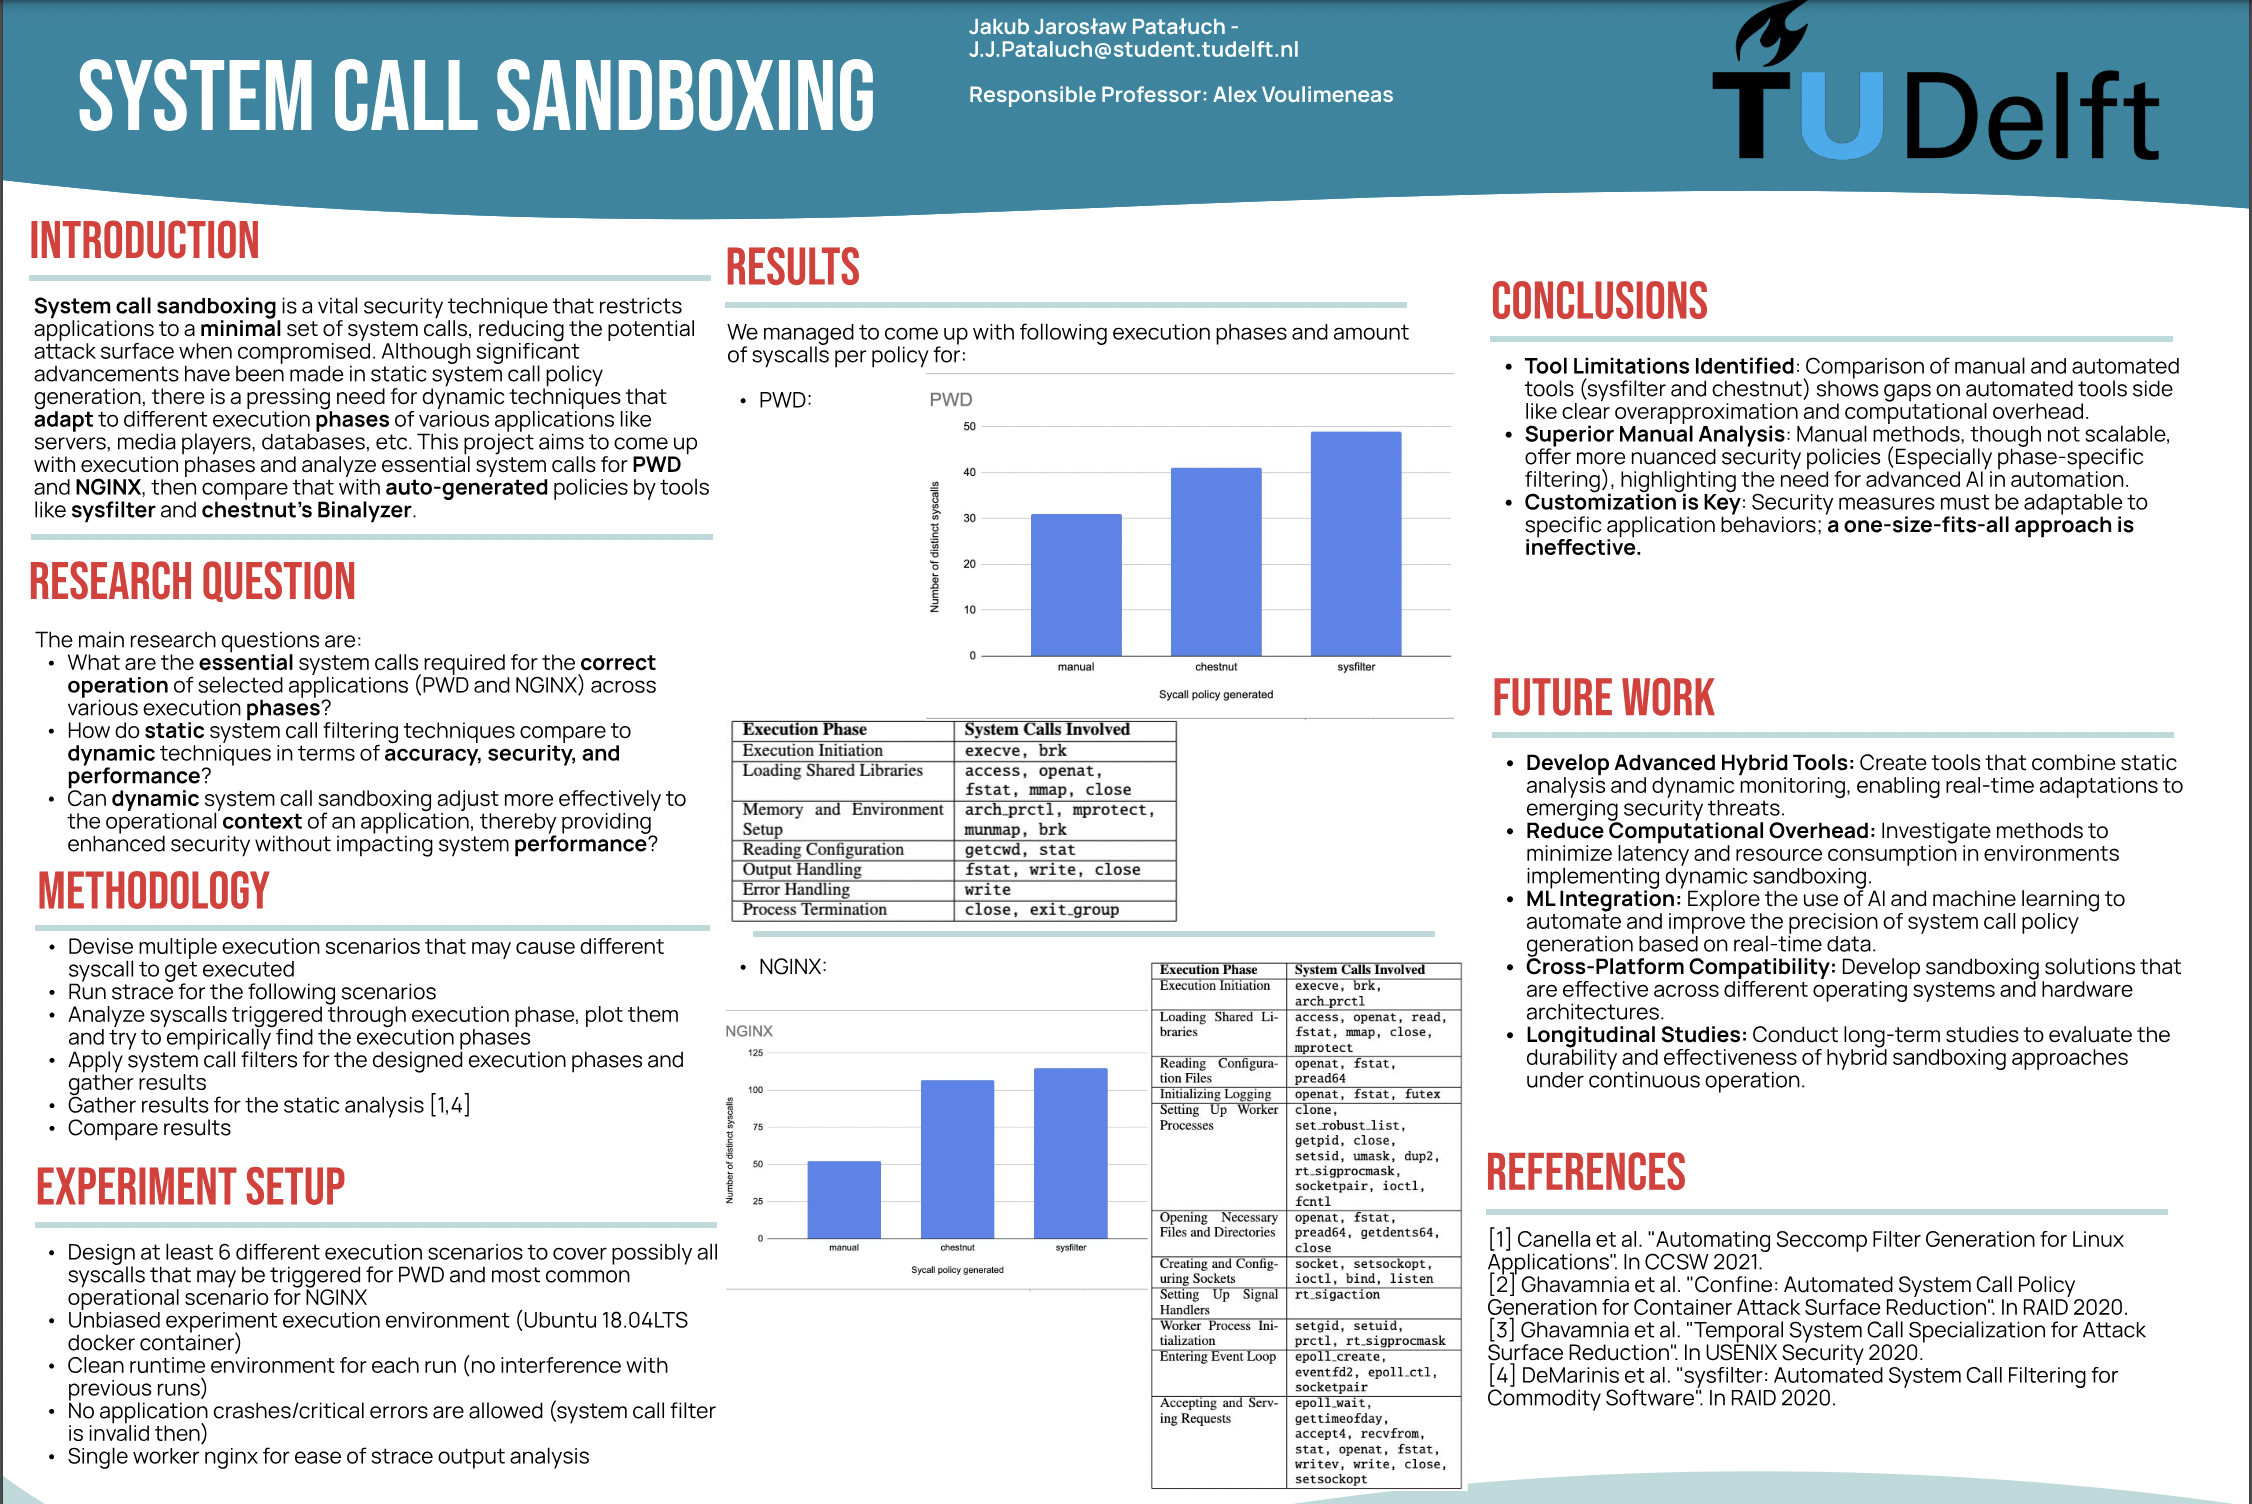 SYSTEM CALL SANDBOXING
Jakub Jarosław Patałuch -
J.J.Pataluch@student.tudelft.nl
Responsible Professor: Alex Voulimeneas
TUDelft
INTRODUCTION
System call sandboxing is a vital security technique that restricts
applications to a minimal set of system calls, reducing the potential
attack surface when compromised. Although significant
advancements have been made in static system call policy
generation, there is a pressing need for dynamic techniques that
adapt to different execution phases of various applications like
servers, media players, databases, etc. This project aims to come up
with execution phases and analyze essential system calls for PWD
and NGINX, then compare that with auto-generated policies by tools
like sysfilter and chestnut's Binalyzer.
RESEARCH QUESTION
The main research questions are:
• What are the essential system calls required for the correct
operation of selected applications (PWD and NGINX) across
various execution phases?
• How do static system call filtering techniques compare to
dynamic techniques in terms of accuracy, security, and
performance?
• Can dynamic system call sandboxing adjust more effectively to
the operational context of an application, thereby providing
enhanced security without impacting system performance?
METHODOLOGY
• Devise multiple execution scenarios that may cause different
syscall to get executed
• Run strace for the following scenarios
• Analyze syscalls triggered through execution phase, plot them
and try to empirically find the execution phases
• Apply system call filters for the designed execution phases and
gather results
• Gather results for the static analysis [1,4]
• Compare results
EXPERIMENT SETUP
• Design at least 6 different execution scenarios to cover possibly all
syscalls that may be triggered for PWD and most common
operational scenario for NGINX
• Unbiased experiment execution environment (Ubuntu 18.04LTS
docker container)
• Clean runtime environment for each run (no interference with
previous runs)
• No application crashes/critical errors are allowed (system call filter
is invalid then)
• Single worker nginx for ease of strace output analysis
RESULTS
We managed to come up with following execution phases and amount
of syscalls per policy for:
• PWD:
PWD
50
40
30
20
10
0
Number of distinct syscalls
manual chestnut sysfilter
Sycall policy generated
Execution Phase System Calls Involved
Execution Initiation execve, brk
Loading Shared Libraries access, openat,
fstat, mmap, close
Memory and Environment arch_prctl, mprotect,
Setup munmap, brk
Reading Configuration getcwd, stat
Output Handling fstat, write, close
Error Handling write
Process Termination close, exit_group
• NGINX:
NGINX
125
100
75
50
25
0
Number of distinct syscalls
manual chestnut sysfilter
Sycall policy generated
Execution Phase System Calls Involved
Execution Initiation execve, brk,
arch_prctl
Loading Shared Li- access, openat, read,
braries fstat, mmap, close,
mprotect
Reading Configura- openat, fstat,
tion Files pread64
Initializing Logging openat, fstat, futex
Setting Up Worker clone,
Processes set_robust_list,
getpid, close,
setsid, umask, dup2,
rt_sigprocmask,
socketpair, ioctl,
fcntl
Opening Necessary openat, fstat,
Files and Directories pread64, getdents64,
close
Creating and Config- socket, setsockopt,
uring Sockets ioctl, bind, listen
Setting Up Signal rt_sigaction
Handlers
Worker Process Ini- setgid, setuid,
tialization prctl, rt_sigprocmask
Entering Event Loop epoll_create,
eventfd2, epoll_ctl,
socketpair
Accepting and Serv- epoll_wait,
ing Requests gettimeofday,
accept4, recvfrom,
stat, openat, fstat,
writev, write, close,
setsockopt
CONCLUSIONS
• Tool Limitations Identified: Comparison of manual and automated
tools (sysfilter and chestnut) shows gaps on automated tools side
like clear overapproximation and computational overhead.
• Superior Manual Analysis: Manual methods, though not scalable,
offer more nuanced security policies (Especially phase-specific
filtering), highlighting the need for advanced AI in automation.
• Customization is Key: Security measures must be adaptable to
specific application behaviors; a one-size-fits-all approach is
ineffective.
FUTURE WORK
• Develop Advanced Hybrid Tools: Create tools that combine static
analysis and dynamic monitoring, enabling real-time adaptations to
emerging security threats.
• Reduce Computational Overhead: Investigate methods to
minimize latency and resource consumption in environments
implementing dynamic sandboxing.
• ML Integration: Explore the use of AI and machine learning to
automate and improve the precision of system call policy
generation based on real-time data.
• Cross-Platform Compatibility: Develop sandboxing solutions that
are effective across different operating systems and hardware
architectures.
• Longitudinal Studies: Conduct long-term studies to evaluate the
durability and effectiveness of hybrid sandboxing approaches
under continuous operation.
REFERENCES
[1] Canella et al. "Automating Seccomp Filter Generation for Linux
Applications". In CCSW 2021.
[2] Ghavamnia et al. "Confine: Automated System Call Policy
Generation for Container Attack Surface Reduction". In RAID 2020.
[3] Ghavamnia et al. "Temporal System Call Specialization for Attack
Surface Reduction". In USENIX Security 2020.
[4] DeMarinis et al. "sysfilter: Automated System Call Filtering for
Commodity Software". In RAID 2020.